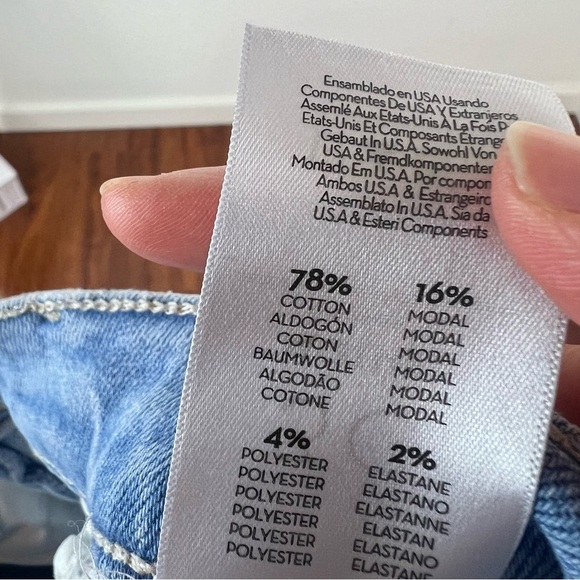 Ensamblado en USA Usando
Componentes De USA Y Extranjeros
Assemlé Aux Etats-Unis À La Fois
Etats-Unis Et Composants
Gebaut In U.S.A. Sowohl Von
USA & Fremdkomponenten
Montado Em U.S.A. Por
Ambos U.S.A & Estrangeiro
Assemblato In U.S.A. Sia da
U.S.A & Esteri Components
78%
COTTON
ALDOGÓN
COTON
BAUMWOLLE
ALGODÃO
COTONE
16%
MODAL
MODAL
MODAL
MODAL
MODAL
MODAL
4%
POLYESTER
POLYESTER
POLYESTER
POLYESTER
POLYESTER
POLYESTER
2%
ELASTANE
ELASTANO
ELASTANNE
ELASTAN
ELASTANO
ELASTANE